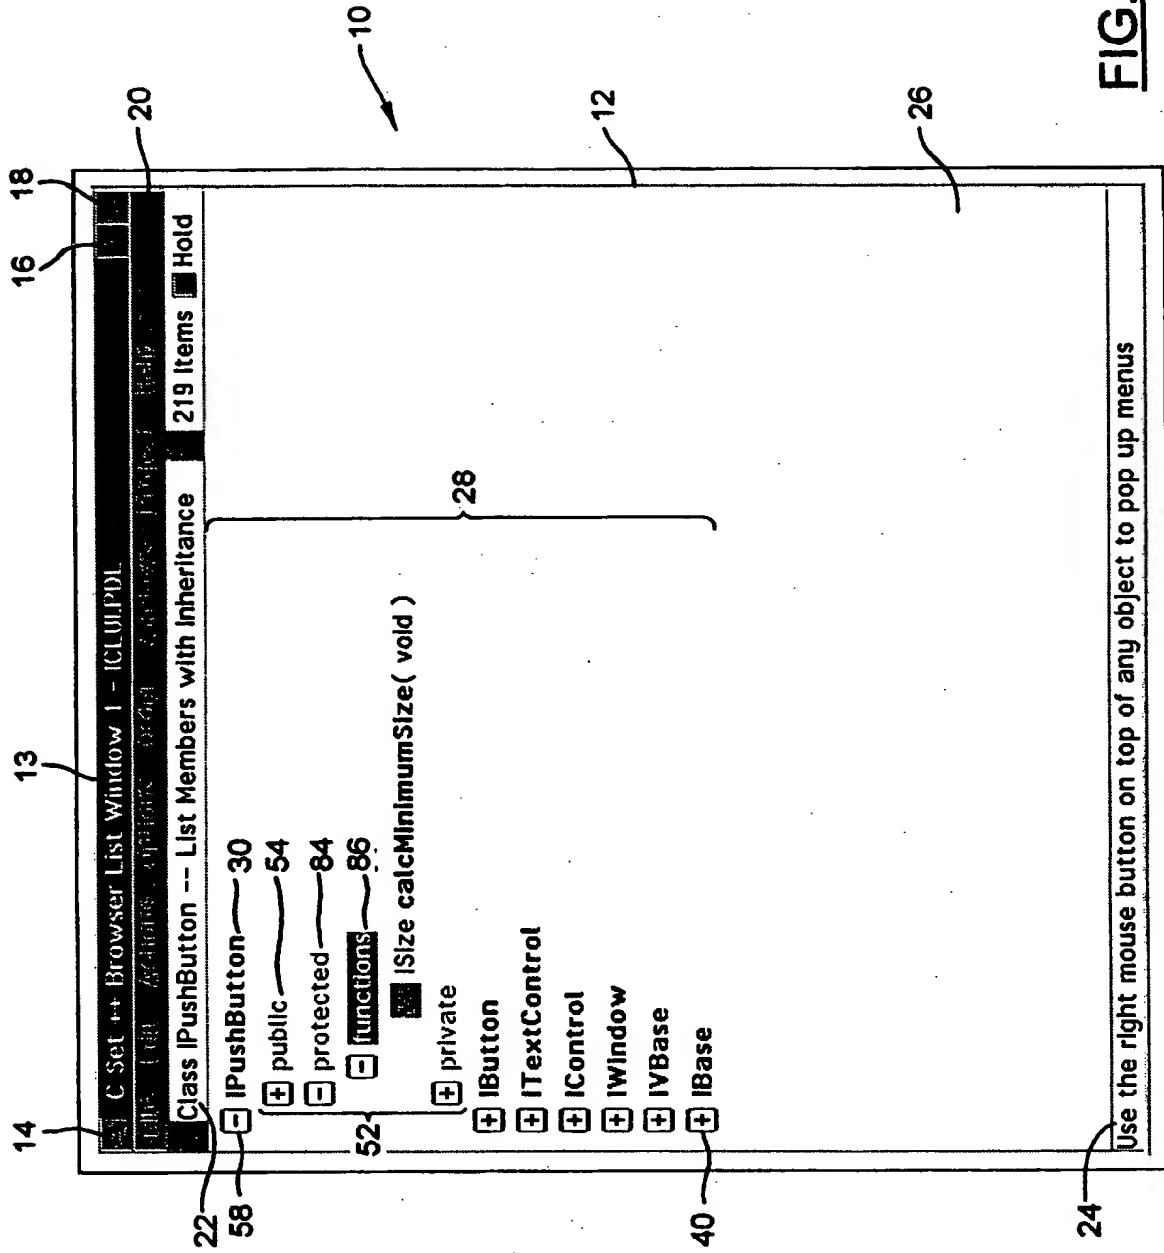 FIG.
10
14
13
16
18
C Set ++ Browser List Window 1 - ICLUI.PDL
20
22
Class IPushButton -- List Members with Inheritance 219 Items Hold
58
IPushButton 30
public 54
protected 84
functions 86
ISize calcMinimumSize( void )
52
private
28
IButton
ITextControl
IControl
12
IWindow
IVBase
IBase
40
26
24
Use the right mouse button on top of any object to pop up menus